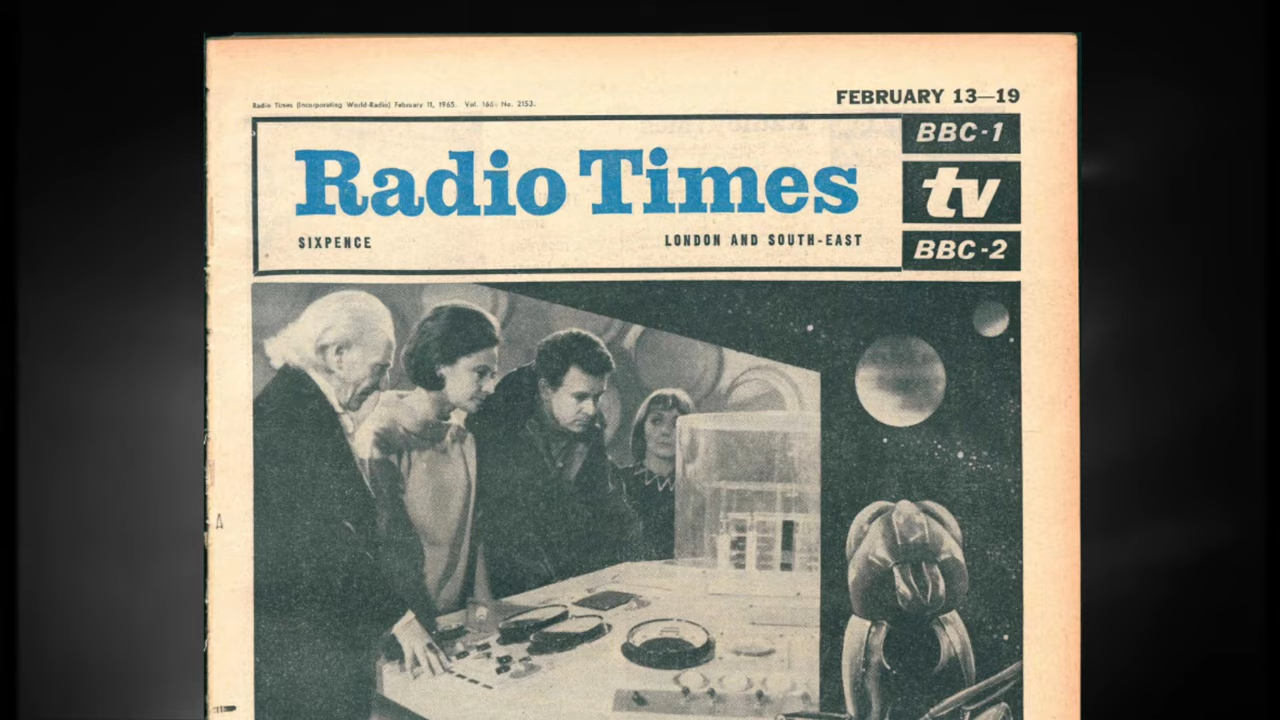 Radio Times (Incorporating World-Radio) February 11, 1965. Vol. 166: No. 2153.
FEBRUARY 13—19
Radio Times
SIXPENCE
LONDON AND SOUTH-EAST
BBC-1
tv
BBC-2